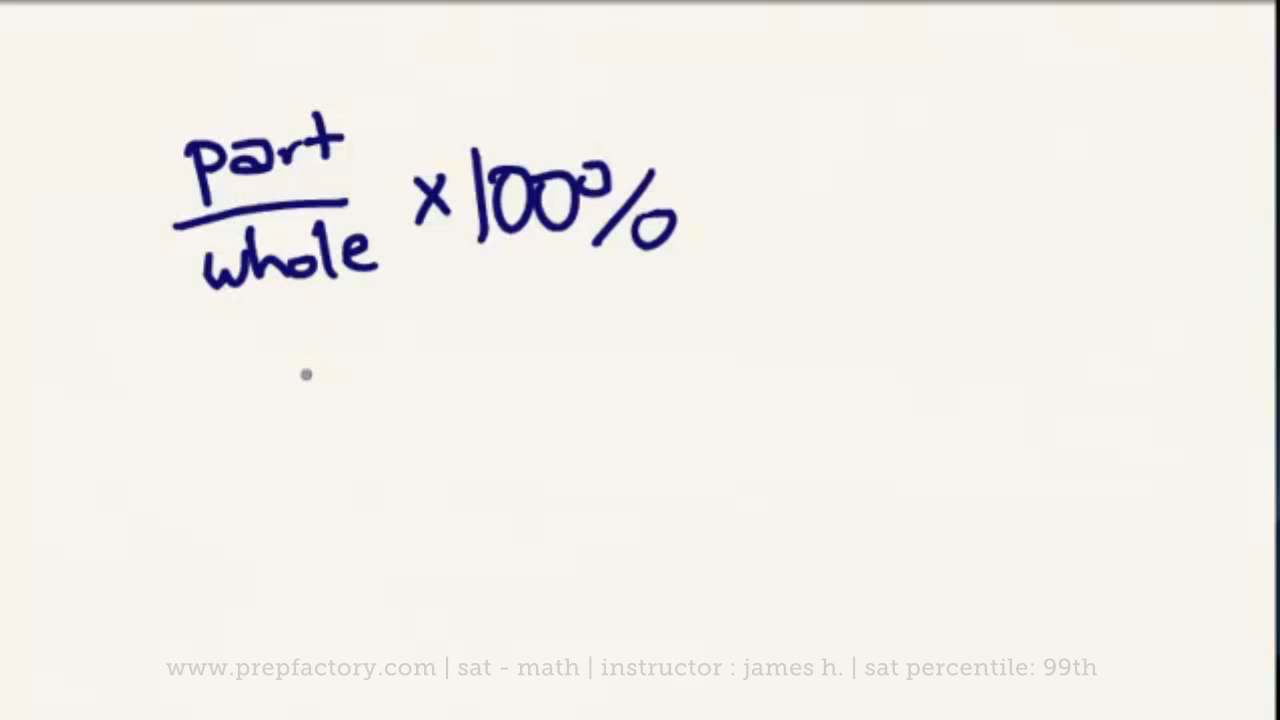 part
whole
× 100%
www.prepfactory.com | sat - math | instructor : james h. | sat percentile: 99th